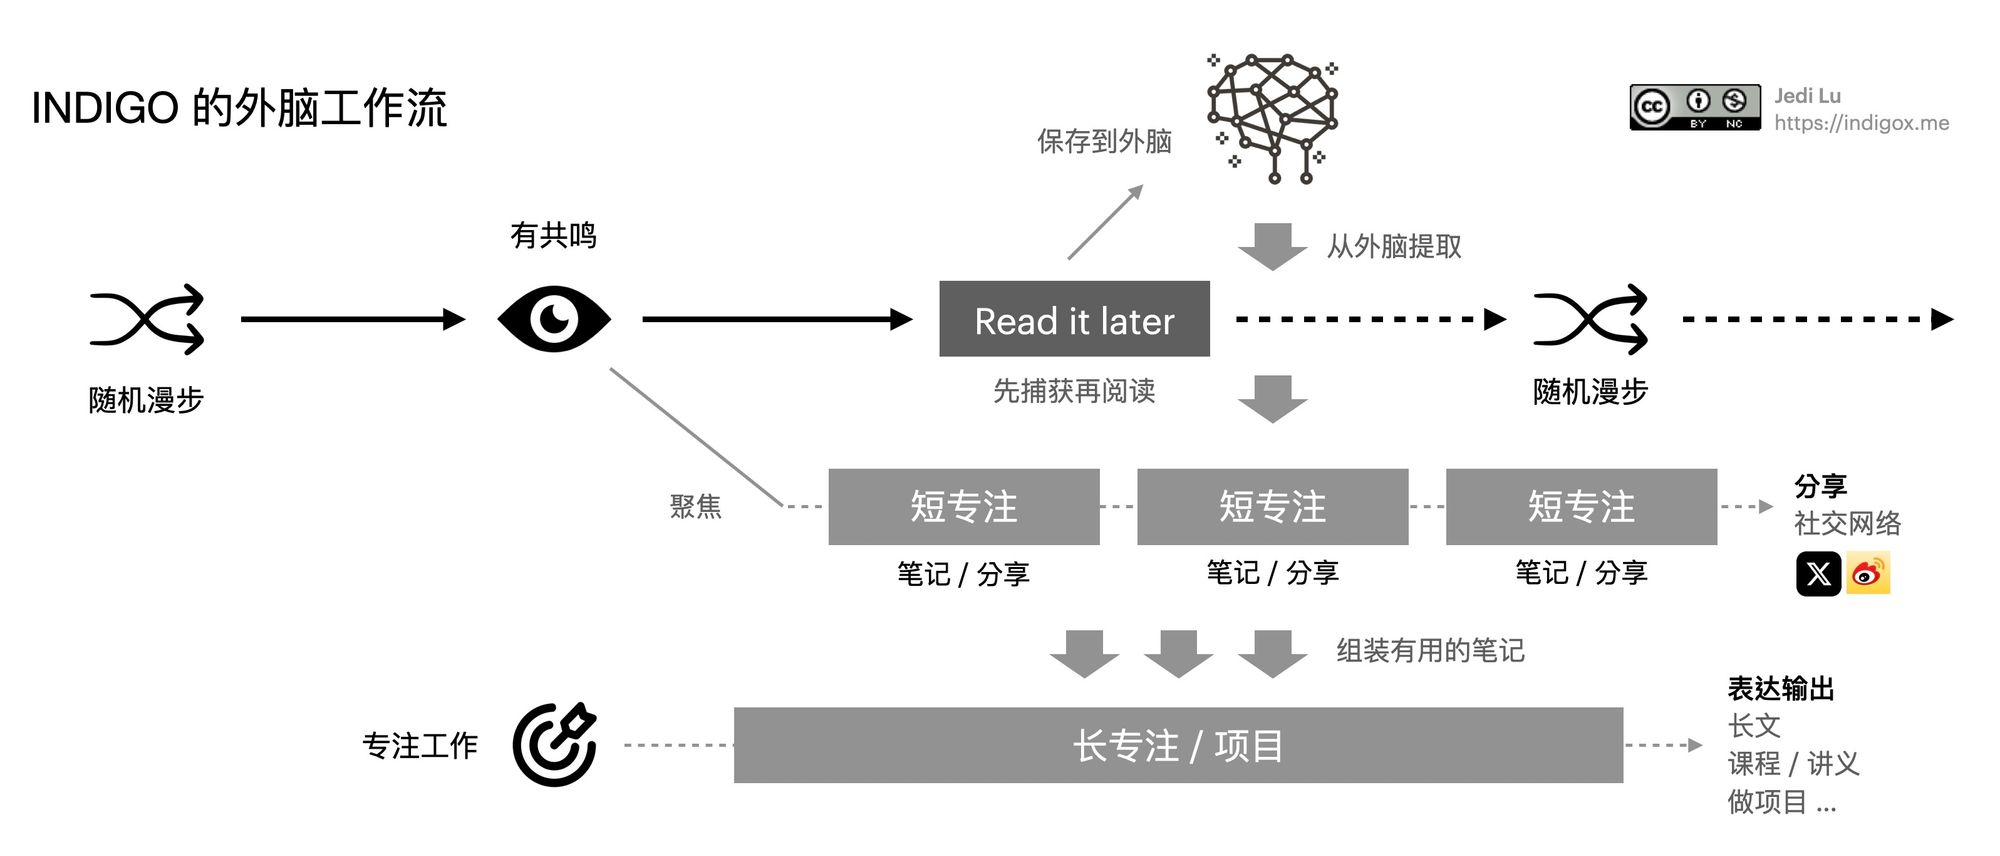 INDIGO 的外脑工作流
cc
BY NC
Jedi Lu
https://indigox.me
保存到外脑
有共鸣
从外脑提取
Read it later
随机漫步
先捕获再阅读
随机漫步
聚焦
短专注
短专注
短专注
分享
社交网络
笔记 / 分享
笔记 / 分享
笔记 / 分享
X
组装有用的笔记
专注工作
长专注 / 项目
表达输出
长文
课程 / 讲义
做项目 ...